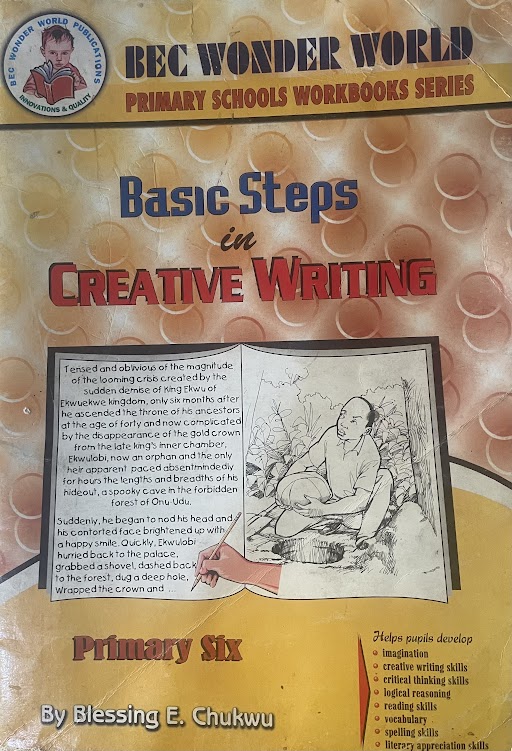 BEC WONDER WORLD PUBLICATIONS
INNOVATIONS & QUALITY
BEC WONDER WORLD
PRIMARY SCHOOLS WORKBOOKS SERIES
Basic Steps
in
CREATIVE WRITING
Tensed and oblivious of the magnitude
of the looming crisis created by the
sudden demise of King Ekwu of
Ekwuekwe kingdom, only six months after
he ascended the throne of his ancestors
at the age of forty and now complicated
by the disappearance of the gold crown
from the late king's inner chamber,
Ekwulobi, now an orphan and the only
heir apparent paced absentmindedly
for hours the lengths and breadths of his
hideout, a spooky cave in the forbidden
forest of Onu-Udu.
Suddenly, he began to nod his head and
his contorted face brightened up with
a happy smile. Quickly, Ekwulobi
hurried back to the palace,
grabbed a shovel, dashed back
to the forest, dug a deep hole,
Wrapped the crown and ...
Primary Six
By Blessing E. Chukwu
Helps pupils develop
imagination
creative writing skills
critical thinking skills
logical reasoning
reading skills
vocabulary
spelling skills
literary appreciation skills